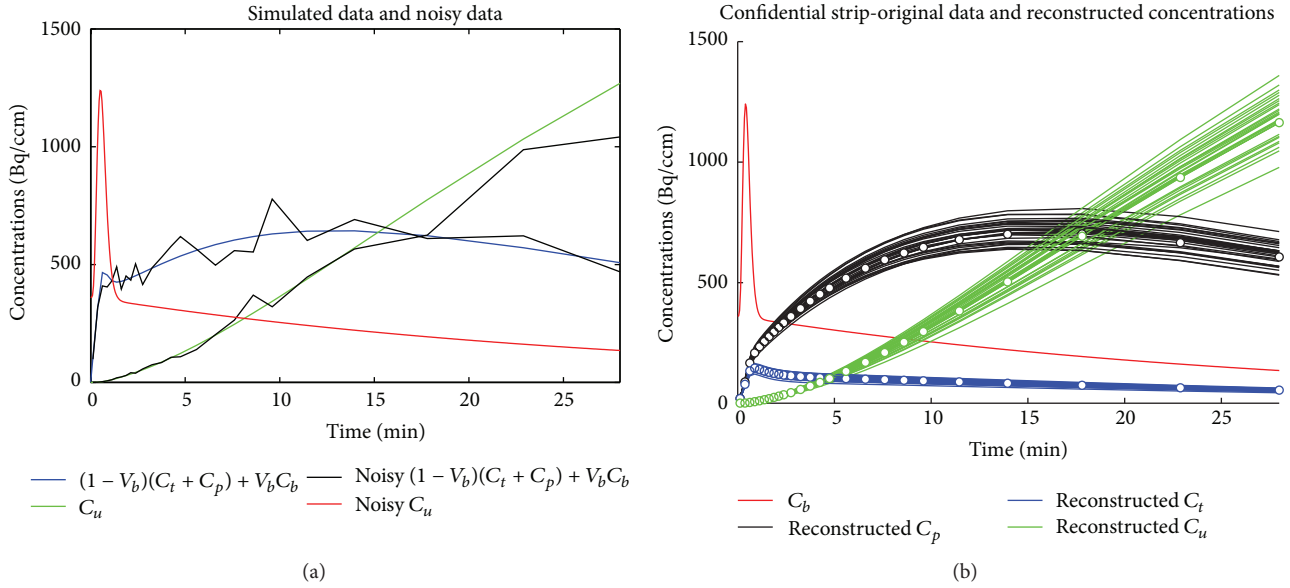 Simulated data and noisy data
1500
1000
500
0
0 5 10 15 20 25
Concentrations (Bq/ccm)
Time (min)
(1 − V_b)(C_t + C_p) + V_bC_b
C_u
Noisy (1 − V_b)(C_t + C_p) + V_bC_b
Noisy C_u
(a)
Confidential strip-original data and reconstructed concentrations
1500
1000
500
0
0 5 10 15 20 25
Concentrations (Bq/ccm)
Time (min)
C_b
Reconstructed C_p
Reconstructed C_t
Reconstructed C_u
(b)